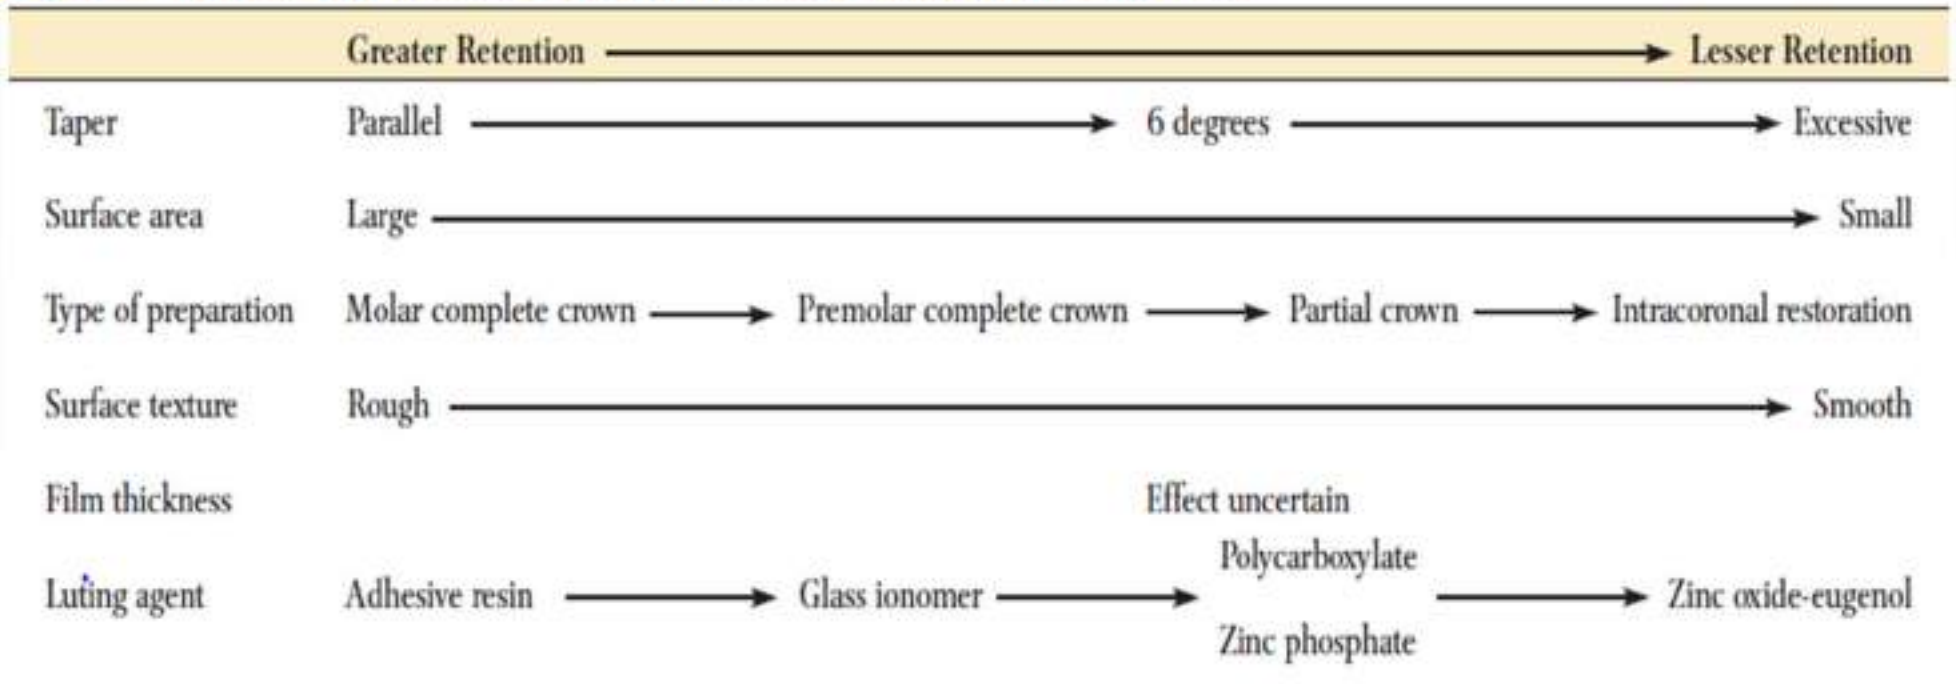 Greater Retention Lesser Retention
Taper Parallel 6 degrees Excessive
Surface area Large Small
Type of preparation Molar complete crown Premolar complete crown Partial crown Intracoronal restoration
Surface texture Rough Smooth
Film thickness Effect uncertain
Polycarboxylate
Luting agent Adhesive resin Glass ionomer Zinc oxide-eugenol
Zinc phosphate